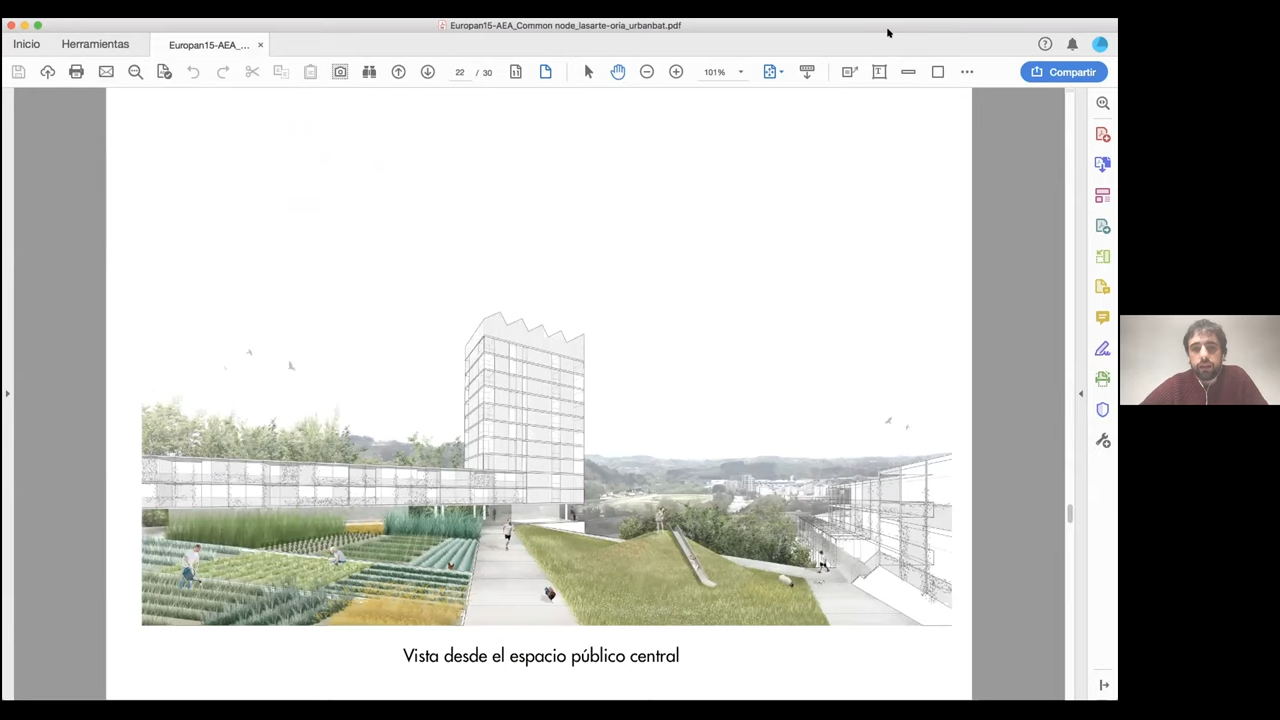 Europan15-AEA_Common node_lasarte-oria_urbanbat.pdf
Inicio
Herramientas
Europan15-AEA_...
22 / 30
101%
Compartir
Vista desde el espacio público central